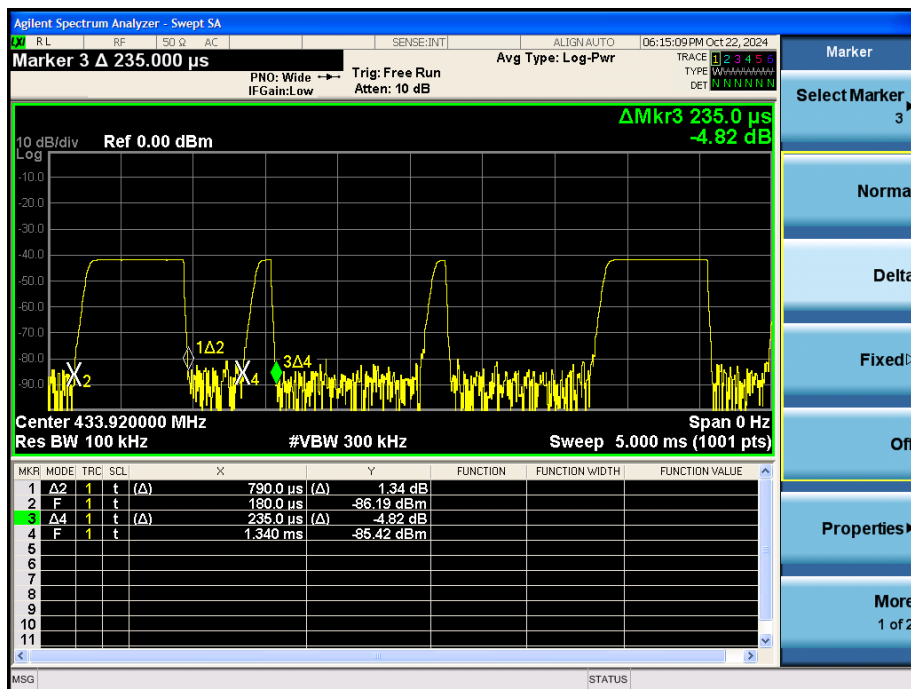 Agilent Spectrum Analyzer - Swept SA
LXI RL RF 50 Ω AC SENSE:INT ALIGNAUTO 06:15:09 PM Oct 22, 2024
Marker 3 Δ 235.000 µs
PNO: Wide
IFGain:Low
Trig: Free Run
Atten: 10 dB
Avg Type: Log-Pwr
TRACE 1 2 3 4 5 6
TYPE
DET N N N N N N
ΔMkr3 235.0 µs
-4.82 dB
10 dB/div Ref 0.00 dBm
Log
-10.0
-20.0
-30.0
-40.0
-50.0
-60.0
-70.0
-80.0
-90.0
2
1Δ2
4
3Δ4
Center 433.920000 MHz Span 0 Hz
Res BW 100 kHz #VBW 300 kHz Sweep 5.000 ms (1001 pts)
MKR MODE TRC SCL X Y FUNCTION FUNCTION WIDTH FUNCTION VALUE
1 Δ2 1 t (Δ) 790.0 µs (Δ) 1.34 dB
2 F 1 t 180.0 µs -86.19 dBm
3 Δ4 1 t (Δ) 235.0 µs (Δ) -4.82 dB
4 F 1 t 1.340 ms -85.42 dBm
5
6
7
8
9
10
11
MSG STATUS
Marker
Select Marker
3
Norma
Delta
Fixed
Off
Properties
More
1 of 2